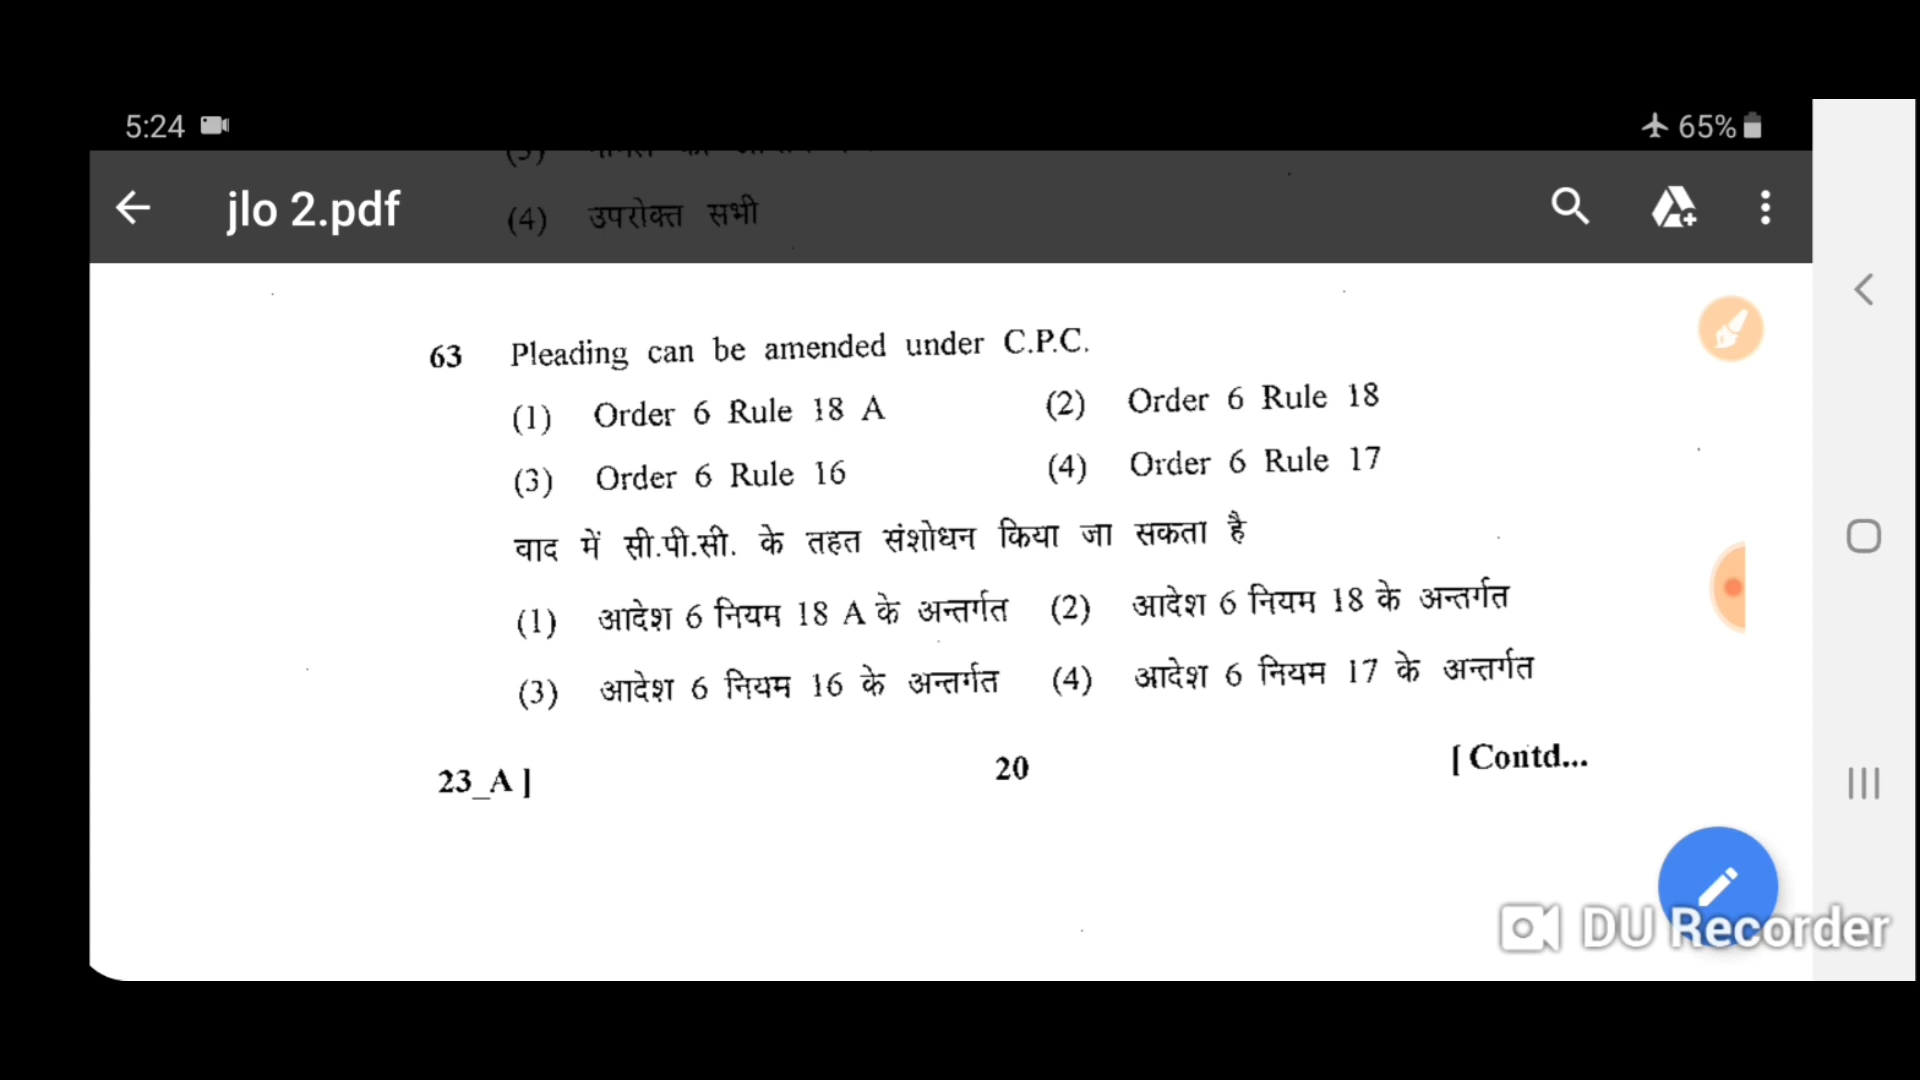 5:24
65%
jlo 2.pdf
(4) उपरोक्त सभी
63 Pleading can be amended under C.P.C.
(1) Order 6 Rule 18 A (2) Order 6 Rule 18
(3) Order 6 Rule 16 (4) Order 6 Rule 17
वाद में सी.पी.सी. के तहत संशोधन किया जा सकता है
(1) आदेश 6 नियम 18 A के अन्तर्गत (2) आदेश 6 नियम 18 के अन्तर्गत
(3) आदेश 6 नियम 16 के अन्तर्गत (4) आदेश 6 नियम 17 के अन्तर्गत
23_A ] 20 [ Contd...
DU Recorder